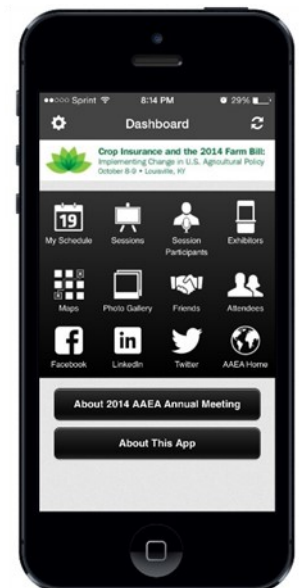 Sprint 8:14 PM 29%
Dashboard
Crop Insurance and the 2014 Farm Bill:
Implementing Change in U.S. Agricultural Policy
October 8-9 • Louisville, KY
19
My Schedule Sessions Session Participants Exhibitors
Maps Photo Gallery Friends Attendees
f in
Facebook LinkedIn Twitter AAEA Home
About 2014 AAEA Annual Meeting
About This App